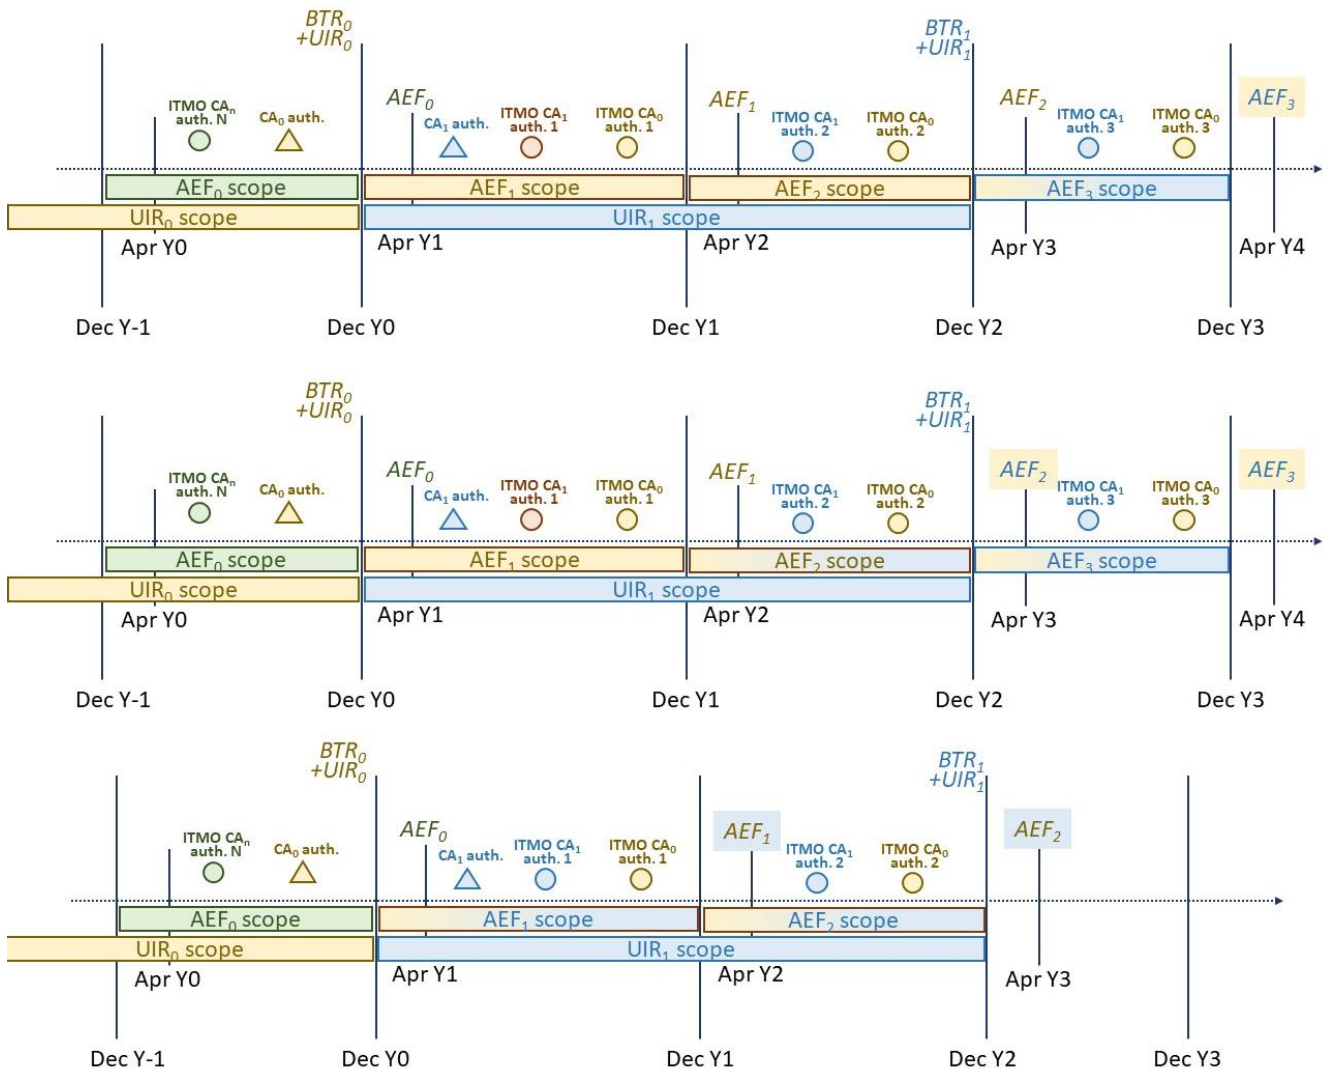 BTR₀
+UIR₀
BTR₁
+UIR₁
AEF₀
AEF₁
AEF₂
AEF₃
ITMO CAₙ
auth. N
CA₀ auth.
CA₁ auth.
ITMO CA₁
auth. 1
ITMO CA₀
auth. 1
ITMO CA₁
auth. 2
ITMO CA₀
auth. 2
ITMO CA₁
auth. 3
ITMO CA₀
auth. 3
AEF₀ scope
AEF₁ scope
AEF₂ scope
AEF₃ scope
UIR₀ scope
UIR₁ scope
Apr Y0
Apr Y1
Apr Y2
Apr Y3
Apr Y4
Dec Y-1
Dec Y0
Dec Y1
Dec Y2
Dec Y3
BTR₀
+UIR₀
BTR₁
+UIR₁
AEF₀
AEF₁
AEF₂
AEF₃
ITMO CAₙ
auth. N
CA₀ auth.
CA₁ auth.
ITMO CA₁
auth. 1
ITMO CA₀
auth. 1
ITMO CA₁
auth. 2
ITMO CA₀
auth. 2
ITMO CA₁
auth. 3
ITMO CA₀
auth. 3
AEF₀ scope
AEF₁ scope
AEF₂ scope
AEF₃ scope
UIR₀ scope
UIR₁ scope
Apr Y0
Apr Y1
Apr Y2
Apr Y3
Apr Y4
Dec Y-1
Dec Y0
Dec Y1
Dec Y2
Dec Y3
BTR₀
+UIR₀
BTR₁
+UIR₁
AEF₀
AEF₁
AEF₂
ITMO CAₙ
auth. N
CA₀ auth.
CA₁ auth.
ITMO CA₁
auth. 1
ITMO CA₀
auth. 1
ITMO CA₁
auth. 2
ITMO CA₀
auth. 2
AEF₀ scope
AEF₁ scope
AEF₂ scope
UIR₀ scope
UIR₁ scope
Apr Y0
Apr Y1
Apr Y2
Apr Y3
Dec Y-1
Dec Y0
Dec Y1
Dec Y2
Dec Y3